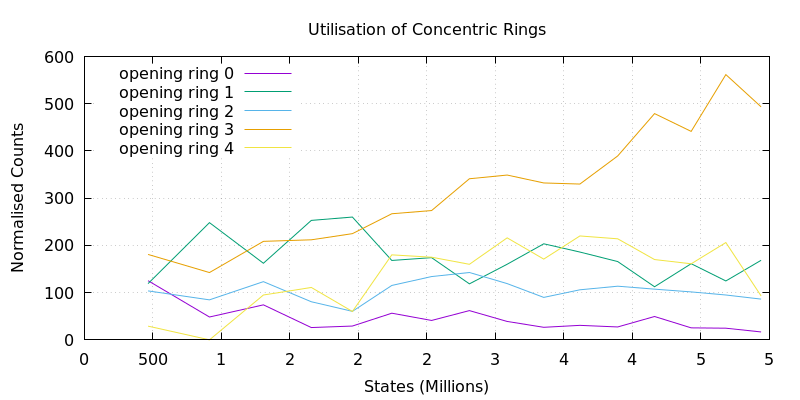 Utilisation of Concentric Rings
600
500
400
300
200
100
0
Normalised Counts
opening ring 0
opening ring 1
opening ring 2
opening ring 3
opening ring 4
0 500 1 2 2 2 3 4 4 5 5
States (Millions)